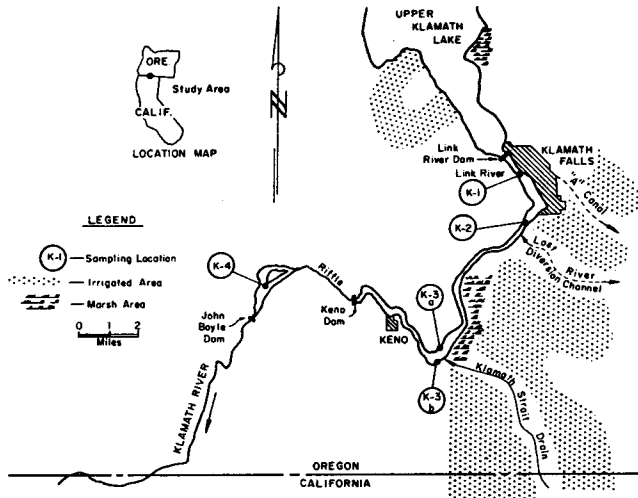 UPPER
KLAMATH
LAKE
ORE.
Study Area
CALIF.
LOCATION MAP
N
Link
River Dam
KLAMATH
FALLS
Link River
K-1
"A" Canal
K-2
LEGEND
K-1 Sampling Location
Irrigated Area
Marsh Area
0 1 2
Miles
K-4
Riffle
Lost River
Diversion Channel
K-3
a
John
Boyle
Dam
Keno
Dam
KENO
K-3
b
Klamath Strait
Drain
KLAMATH RIVER
OREGON
CALIFORNIA